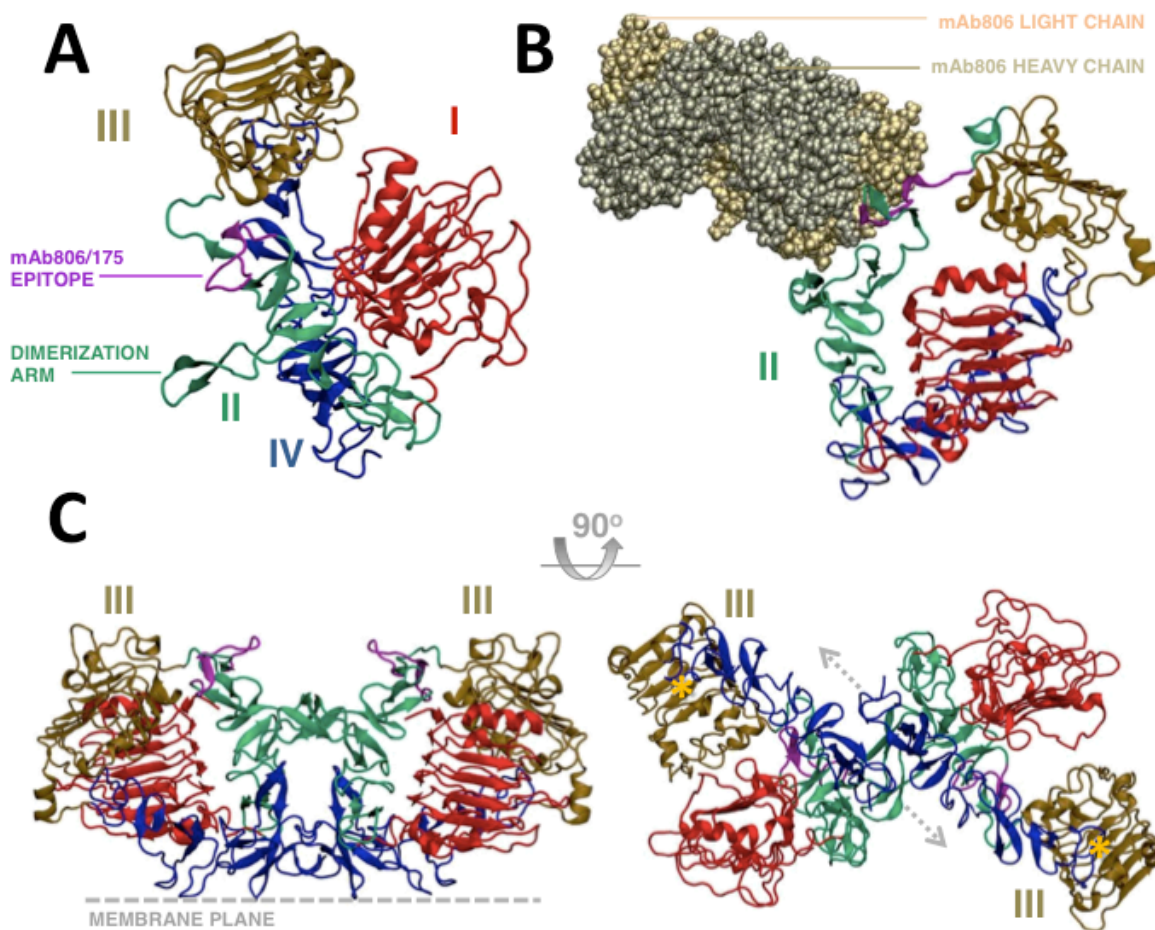 A
B
mAb806 LIGHT CHAIN
mAb806 HEAVY CHAIN
III
I
mAb806/175
EPITOPE
DIMERIZATION
ARM
II
IV
II
C
90°
III
III
III
*
*
III
MEMBRANE PLANE